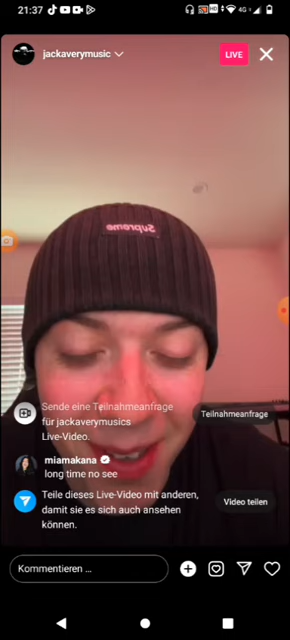 21:37
4G
jackaverymusic
LIVE
Supreme
Sende eine Teilnahmeanfrage
für jackaverymusics
Live-Video.
Teilnahmeanfrage
miamakana
long time no see
Teile dieses Live-Video mit anderen,
damit sie es sich auch ansehen
können.
Video teilen
Kommentieren ...